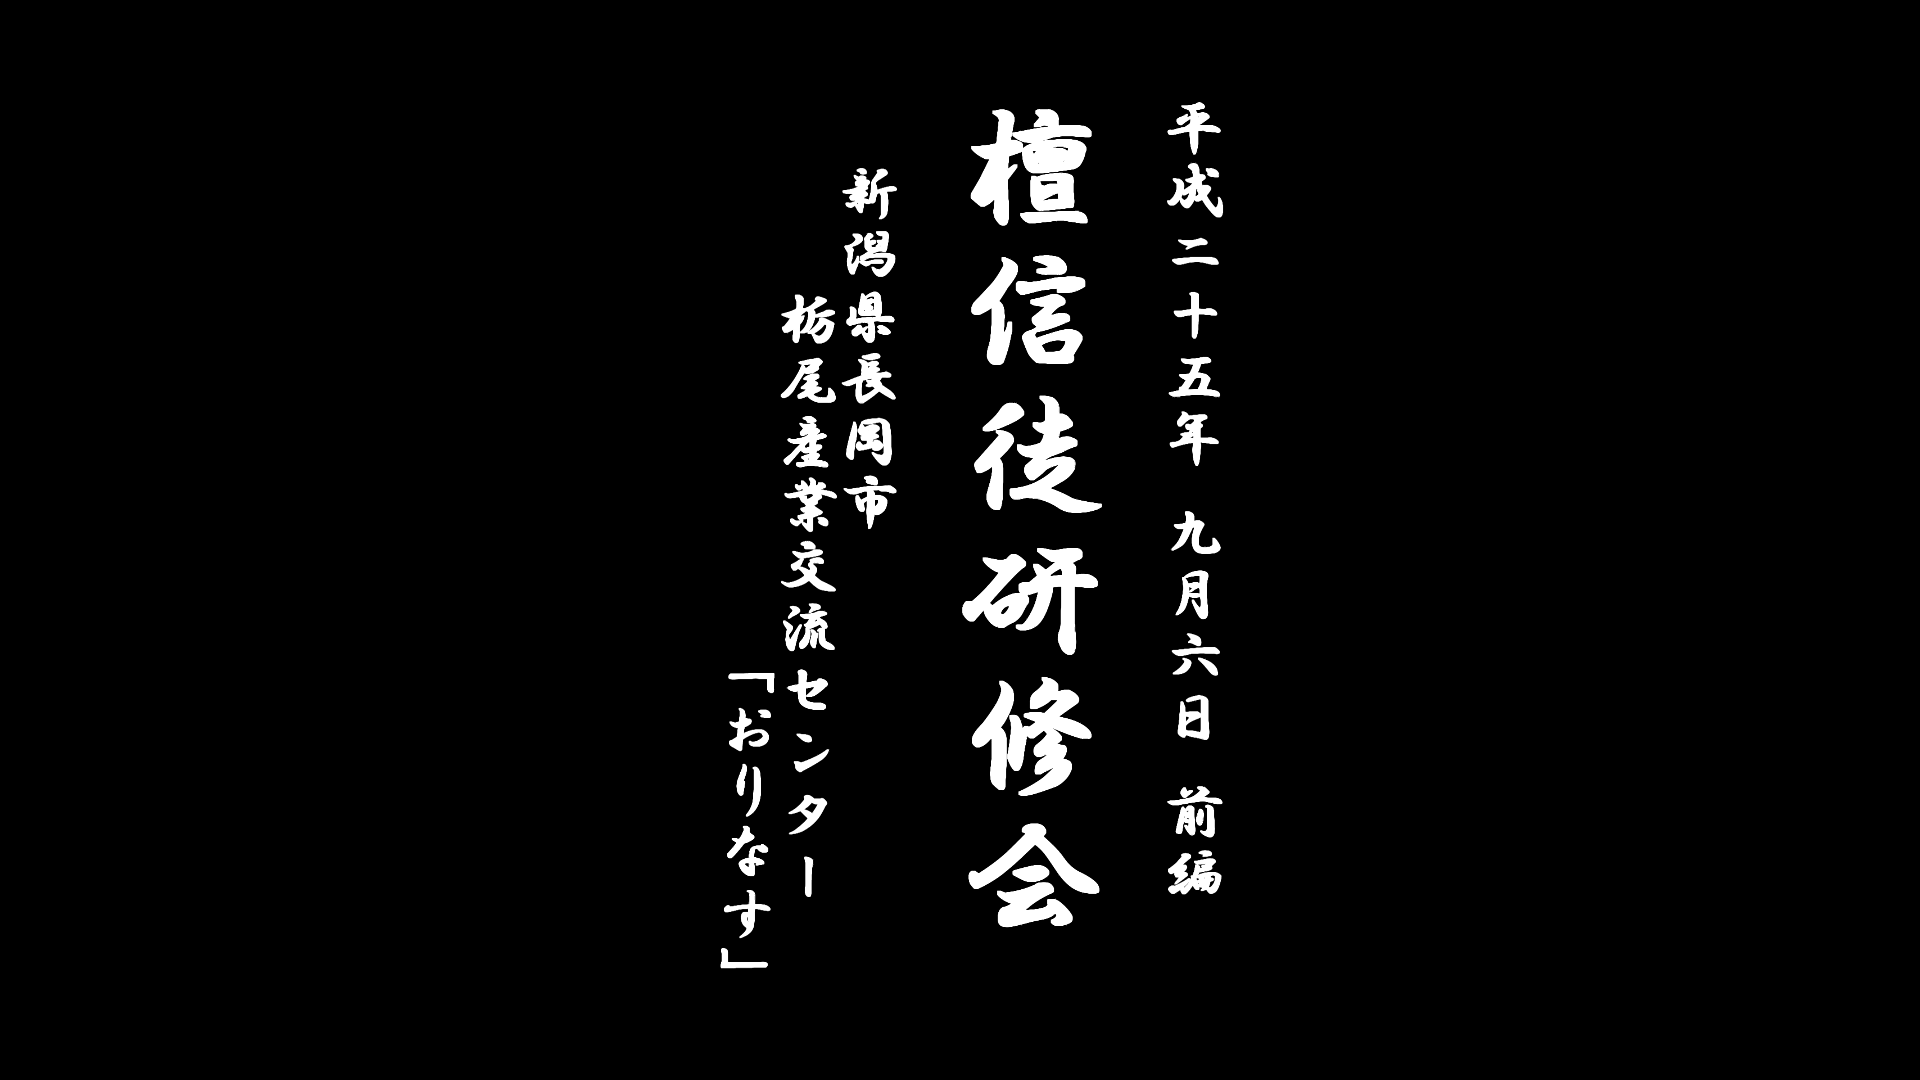 平成二十五年 九月六日 前編
檀信徒研修会
新潟県長岡市
栃尾産業交流センター
「おりなす」